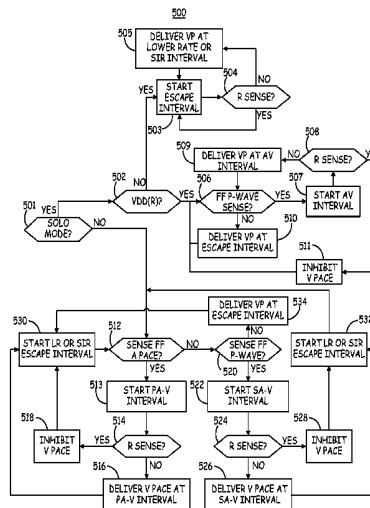 500
505
DELIVER VP AT
LOWER RATE OR
SIR INTERVAL
504
NO
YES
START
ESCAPE
INTERVAL
R SENSE?
503
YES
508
509
DELIVER VP AT AV
INTERVAL
NO
R SENSE?
YES
NO
502
506
507
501
YES
VDD(R)?
YES
FF P-WAVE
SENSE?
YES
START AV
INTERVAL
SOLO
MODE?
NO
NO
510
DELIVER VP AT
ESCAPE INTERVAL
511
INHIBIT
V PACE
534
DELIVER VP AT
ESCAPE INTERVAL
530
512
532
START LR OR SIR
ESCAPE INTERVAL
SENSE FF
A PACE?
NO
SENSE FF
P-WAVE?
NO
START LR OR SIR
ESCAPE INTERVAL
520
513
YES
522
YES
START PA-V
INTERVAL
START SA-V
INTERVAL
518
514
524
528
INHIBIT
V PACE
YES
R SENSE?
R SENSE?
YES
INHIBIT
V PACE
516
NO
526
NO
DELIVER V PACE AT
PA-V INTERVAL
DELIVER V PACE AT
SA-V INTERVAL